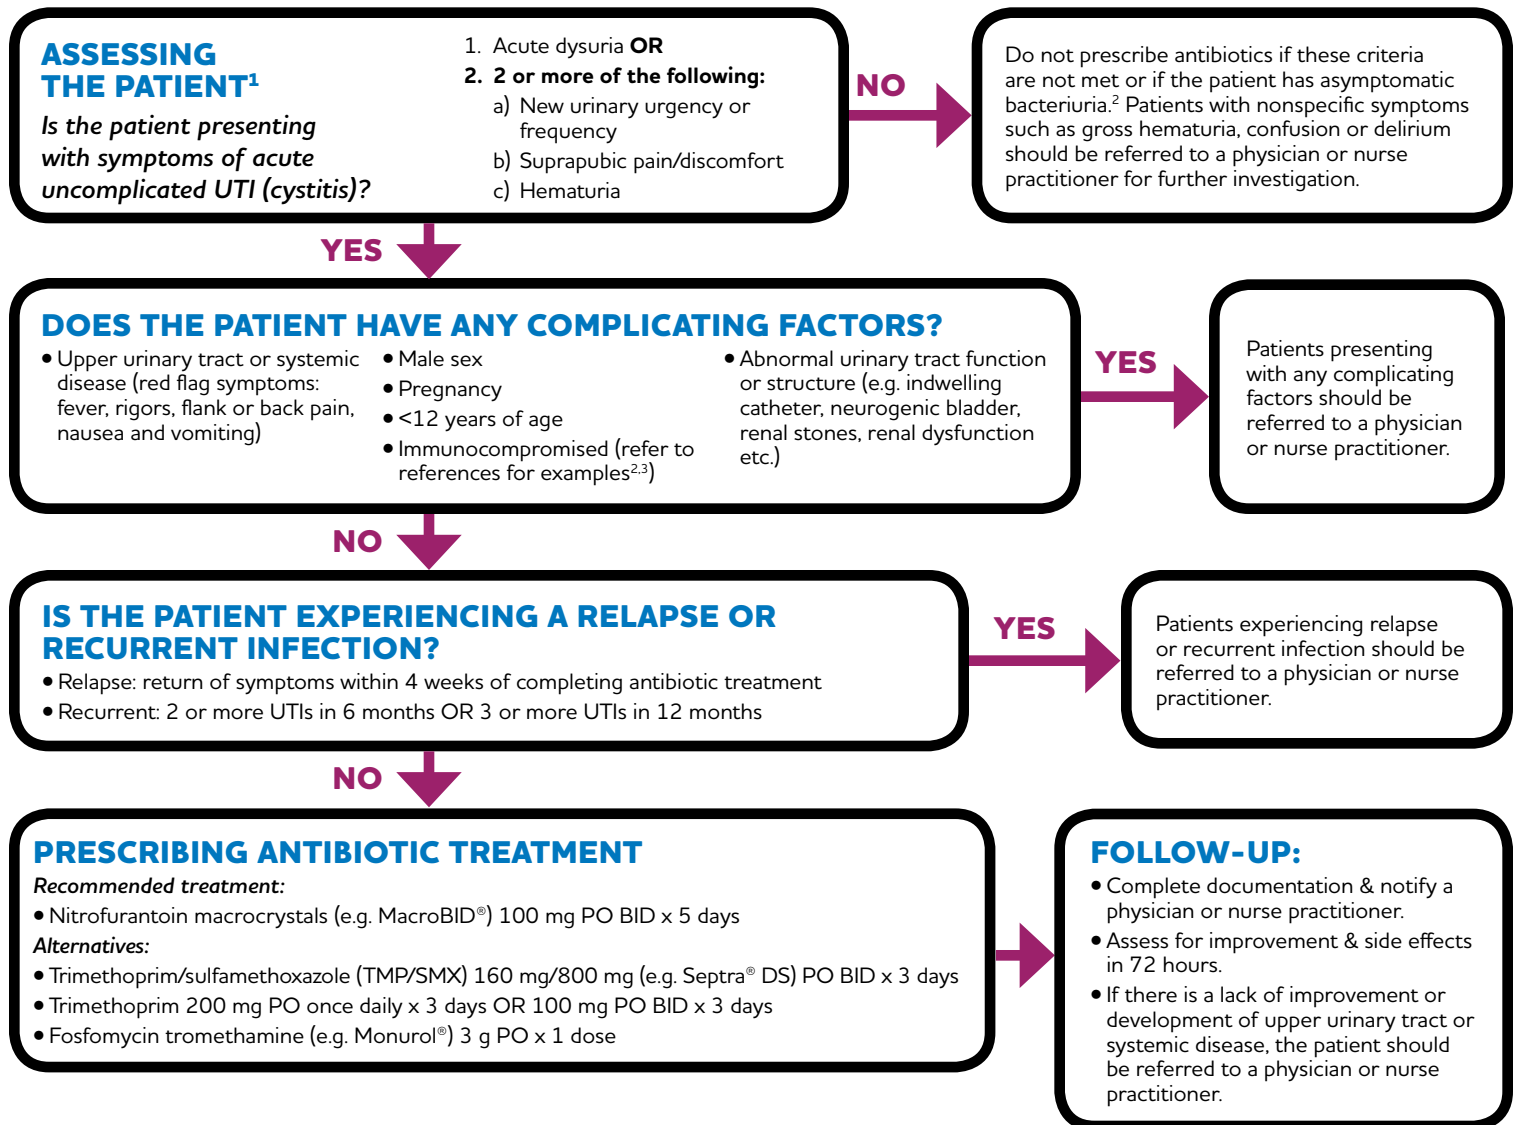 ASSESSING
THE PATIENT¹
Is the patient presenting
with symptoms of acute
uncomplicated UTI (cystitis)?
1. Acute dysuria OR
2. 2 or more of the following:
a) New urinary urgency or
frequency
b) Suprapubic pain/discomfort
c) Hematuria
NO
Do not prescribe antibiotics if these criteria
are not met or if the patient has asymptomatic
bacteriuria.² Patients with nonspecific symptoms
such as gross hematuria, confusion or delirium
should be referred to a physician or nurse
practitioner for further investigation.
YES
DOES THE PATIENT HAVE ANY COMPLICATING FACTORS?
• Upper urinary tract or systemic
disease (red flag symptoms:
fever, rigors, flank or back pain,
nausea and vomiting)
• Male sex
• Pregnancy
• <12 years of age
• Immunocompromised (refer to
references for examples²,³)
• Abnormal urinary tract function
or structure (e.g. indwelling
catheter, neurogenic bladder,
renal stones, renal dysfunction
etc.)
YES
Patients presenting
with any complicating
factors should be
referred to a physician
or nurse practitioner.
NO
IS THE PATIENT EXPERIENCING A RELAPSE OR
RECURRENT INFECTION?
• Relapse: return of symptoms within 4 weeks of completing antibiotic treatment
• Recurrent: 2 or more UTIs in 6 months OR 3 or more UTIs in 12 months
YES
Patients experiencing relapse
or recurrent infection should be
referred to a physician or nurse
practitioner.
NO
PRESCRIBING ANTIBIOTIC TREATMENT
Recommended treatment:
• Nitrofurantoin macrocrystals (e.g. MacroBID®) 100 mg PO BID x 5 days
Alternatives:
• Trimethoprim/sulfamethoxazole (TMP/SMX) 160 mg/800 mg (e.g. Septra® DS) PO BID x 3 days
• Trimethoprim 200 mg PO once daily x 3 days OR 100 mg PO BID x 3 days
• Fosfomycin tromethamine (e.g. Monurol®) 3 g PO x 1 dose
FOLLOW-UP:
• Complete documentation & notify a
physician or nurse practitioner.
• Assess for improvement & side effects
in 72 hours.
• If there is a lack of improvement or
development of upper urinary tract or
systemic disease, the patient should
be referred to a physician or nurse
practitioner.